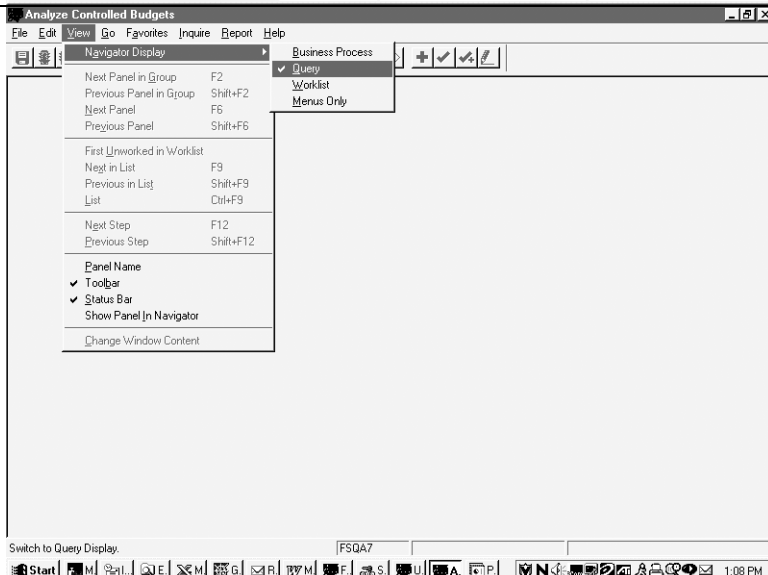 Analyze Controlled Budgets
File Edit View Go Favorites Inquire Report Help
Navigator Display
Business Process
Query
Worklist
Menus Only
Next Panel in Group F2
Previous Panel in Group Shift+F2
Next Panel F6
Previous Panel Shift+F6
First Unworked in Worklist
Next in List F9
Previous in List Shift+F9
List Ctrl+F9
Next Step F12
Previous Step Shift+F12
Panel Name
Toolbar
Status Bar
Show Panel In Navigator
Change Window Content
Switch to Query Display. FSQA7
Start M E. M G R. M F. S. U A. P. 1:08 PM